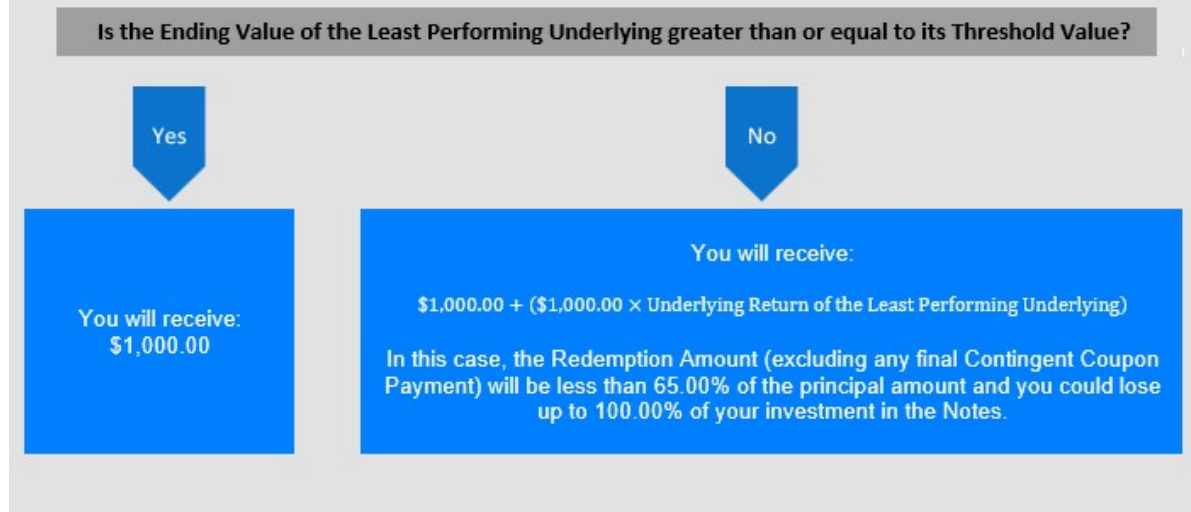 Is the Ending Value of the Least Performing Underlying greater than or equal to its Threshold Value?
Yes
No
You will receive:
$1,000.00
You will receive:
$1,000.00 + ($1,000.00 × Underlying Return of the Least Performing Underlying)
In this case, the Redemption Amount (excluding any final Contingent Coupon
Payment) will be less than 65.00% of the principal amount and you could lose
up to 100.00% of your investment in the Notes.